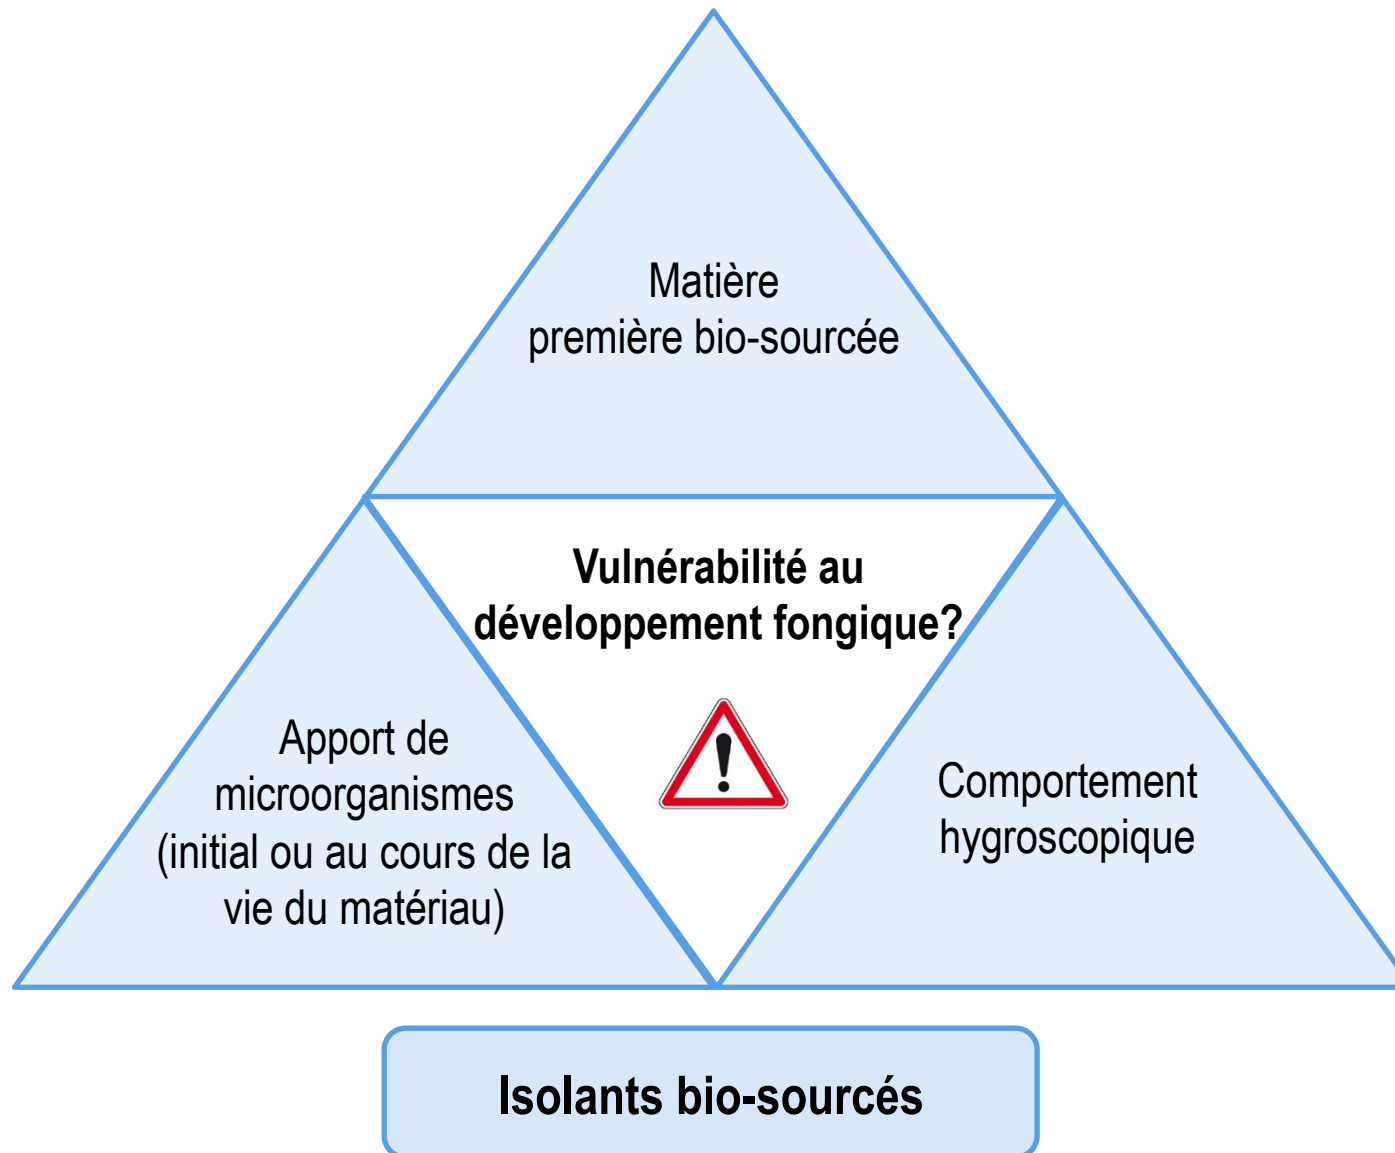 Matière
première bio-sourcée
Vulnérabilité au
développement fongique?
Apport de
microorganismes
(initial ou au cours de la
vie du matériau)
Comportement
hygroscopique
Isolants bio-sourcés